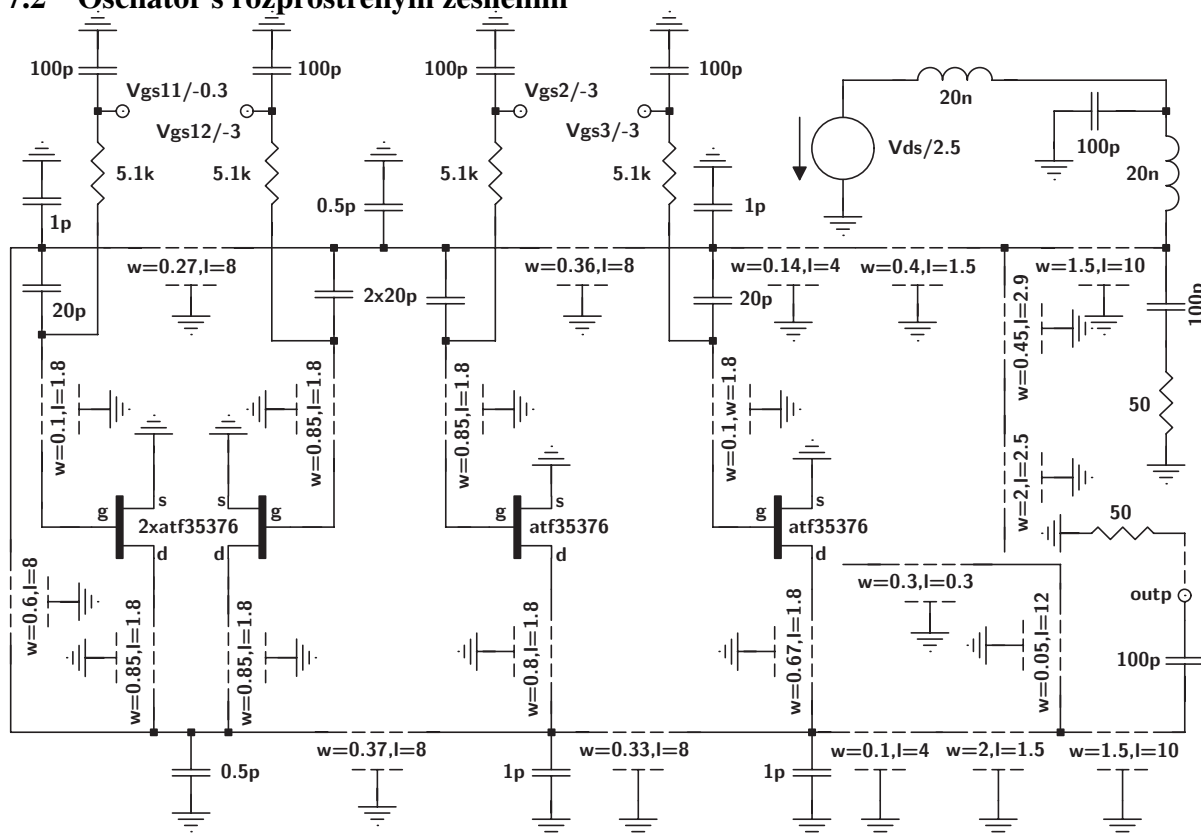 7.2 Oscilátor s rozprostřeným zesílením
100p
100p
100p
100p
Vgs11/-0.3
Vgs12/-3
Vgs2/-3
Vgs3/-3
20n
Vds/2.5
100p
20n
5.1k
5.1k
5.1k
5.1k
1p
0.5p
1p
w=0.27,l=8
w=0.36,l=8
w=0.14,l=4
w=0.4,l=1.5
w=1.5,l=10
20p
2x20p
20p
100p
w=0.45,l=2.9
w=0.1,l=1.8
w=0.85,l=1.8
w=0.85,l=1.8
w=0.1,w=1.8
50
w=2,l=2.5
s
s
s
s
g
2xatf35376
g
g
atf35376
g
atf35376
d
d
d
d
50
w=0.6,l=8
w=0.85,l=1.8
w=0.85,l=1.8
w=0.8,l=1.8
w=0.67,l=1.8
w=0.3,l=0.3
w=0.05,l=12
outp
100p
0.5p
w=0.37,l=8
1p
w=0.33,l=8
1p
w=0.1,l=4
w=2,l=1.5
w=1.5,l=10